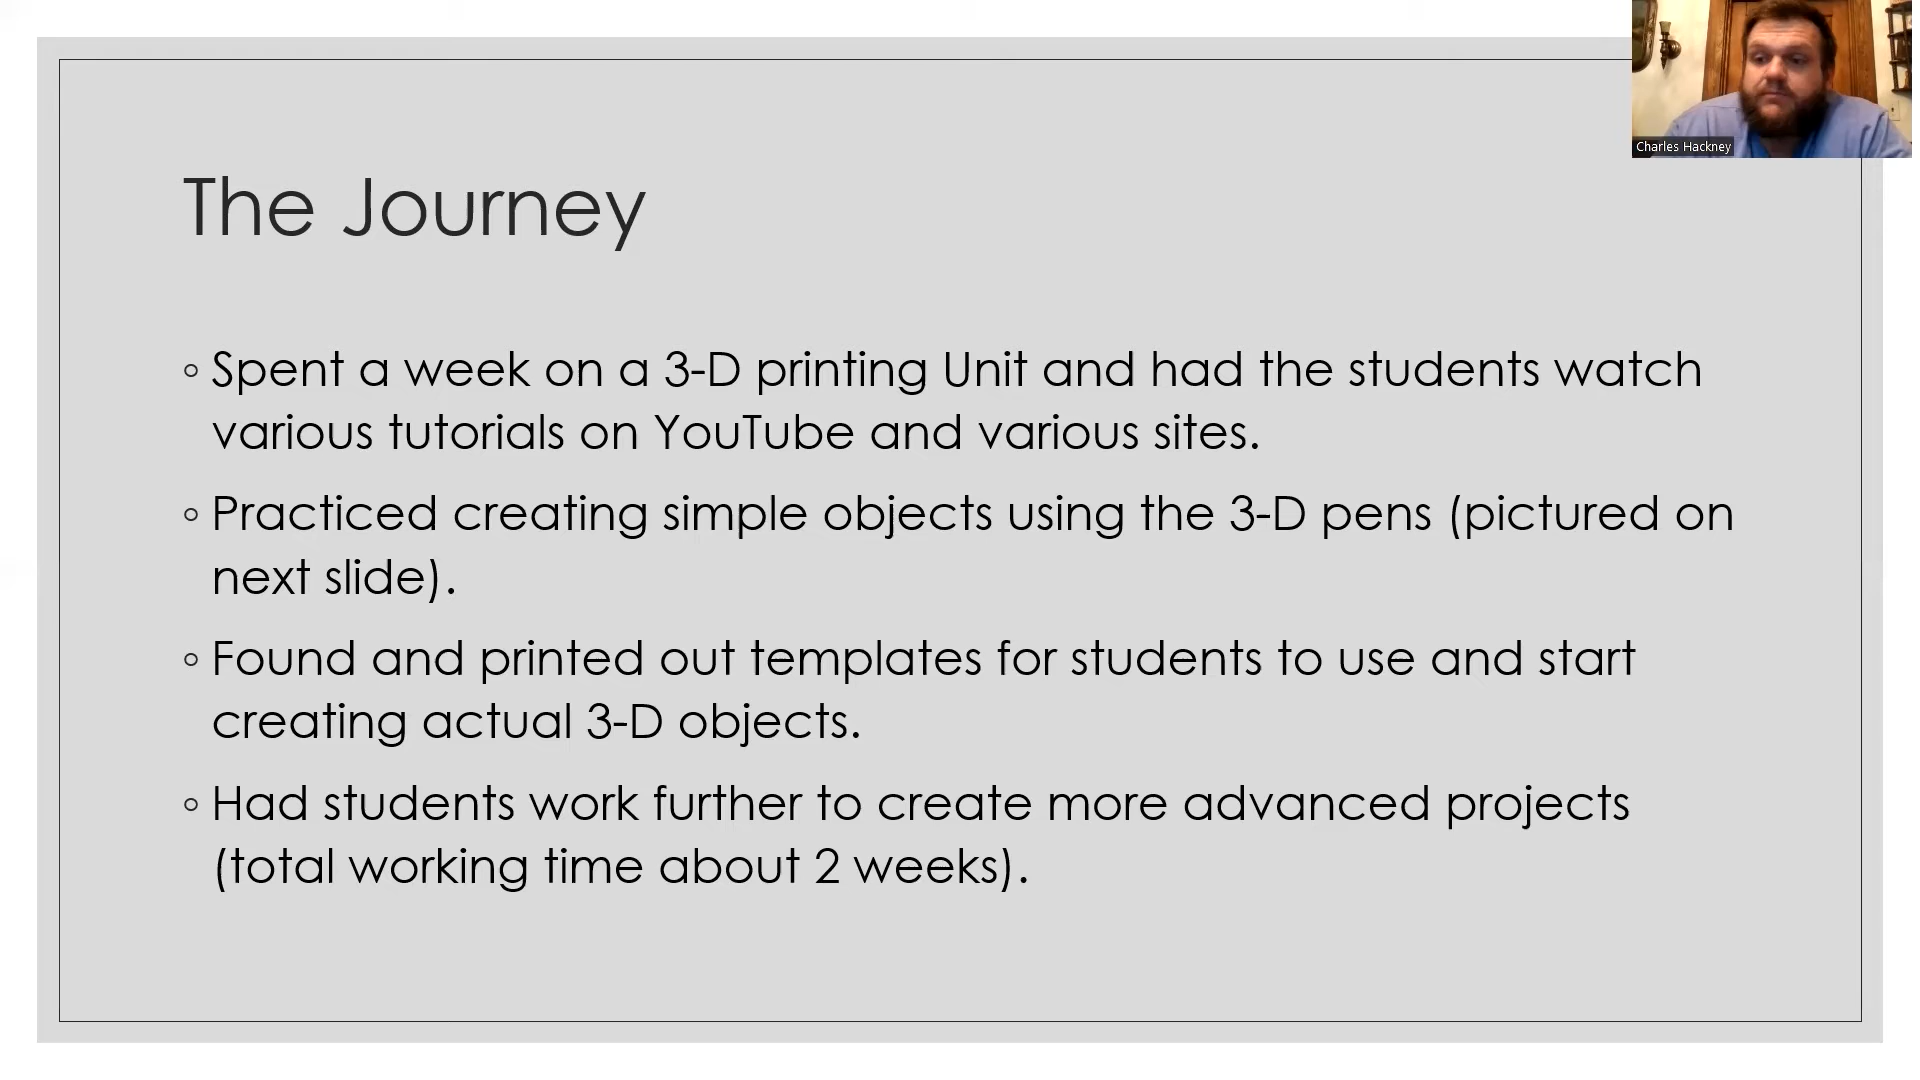 Charles Hackney
The Journey
◦ Spent a week on a 3-D printing Unit and had the students watch
various tutorials on YouTube and various sites.
◦ Practiced creating simple objects using the 3-D pens (pictured on
next slide).
◦ Found and printed out templates for students to use and start
creating actual 3-D objects.
◦ Had students work further to create more advanced projects
(total working time about 2 weeks).